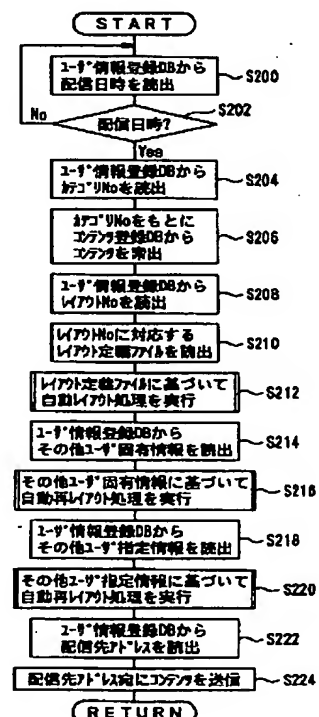 START
ユーザ情報登録DBから
配信日時を読出
S200
S202
No
配信日時?
Yes
ユーザ情報登録DBから
カテゴリNoを読出
S204
カテゴリNoをもとに
コンテンツ登録DBから
コンテンツを索出
S206
ユーザ情報登録DBから
レイアウトNoを読出
S208
レイアウトNoに対応する
レイアウト定義ファイルを読出
S210
レイアウト定義ファイルに基づいて
自動レイアウト処理を実行
S212
ユーザ情報登録DBから
その他ユーザ固有情報を読出
S214
その他ユーザ固有情報に基づいて
自動再レイアウト処理を実行
S216
ユーザ情報登録DBから
その他ユーザ指定情報を読出
S218
その他ユーザ指定情報に基づいて
自動再レイアウト処理を実行
S220
ユーザ情報登録DBから
配信先アドレスを読出
S222
配信先アドレス宛にコンテンツを送信
S224
RETURN